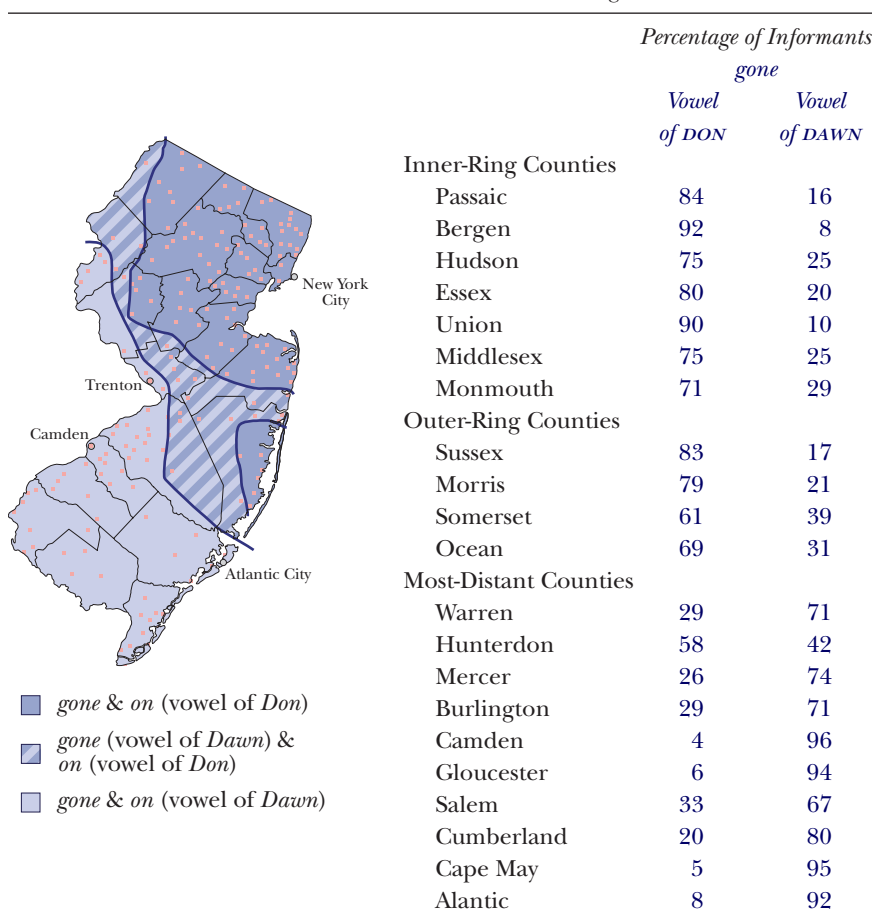 Percentage of Informants
gone
Vowel Vowel
of DON of DAWN
Inner-Ring Counties
Passaic 84 16
Bergen 92 8
Hudson 75 25
Essex 80 20
Union 90 10
Middlesex 75 25
Monmouth 71 29
Outer-Ring Counties
Sussex 83 17
Morris 79 21
Somerset 61 39
Ocean 69 31
Most-Distant Counties
Warren 29 71
Hunterdon 58 42
Mercer 26 74
Burlington 29 71
Camden 4 96
Gloucester 6 94
Salem 33 67
Cumberland 20 80
Cape May 5 95
Alantic 8 92
New York
City
Trenton
Camden
Atlantic City
gone & on (vowel of Don)
gone (vowel of Dawn) &
on (vowel of Don)
gone & on (vowel of Dawn)